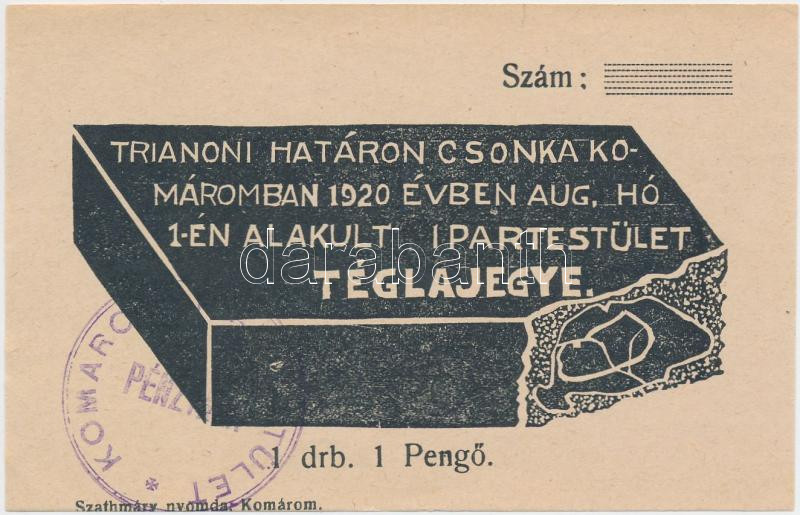 Szám:
TRIANONI HATÁRON CSONKA KO-
MÁROMBAN 1920 ÉVBEN AUG, HÓ
1-ÉN ALAKULT IPARTESTÜLET
TÉGLAJEGYE.
darabanth
1 drb. 1 Pengő.
Szathmáry nyomda, Komárom.